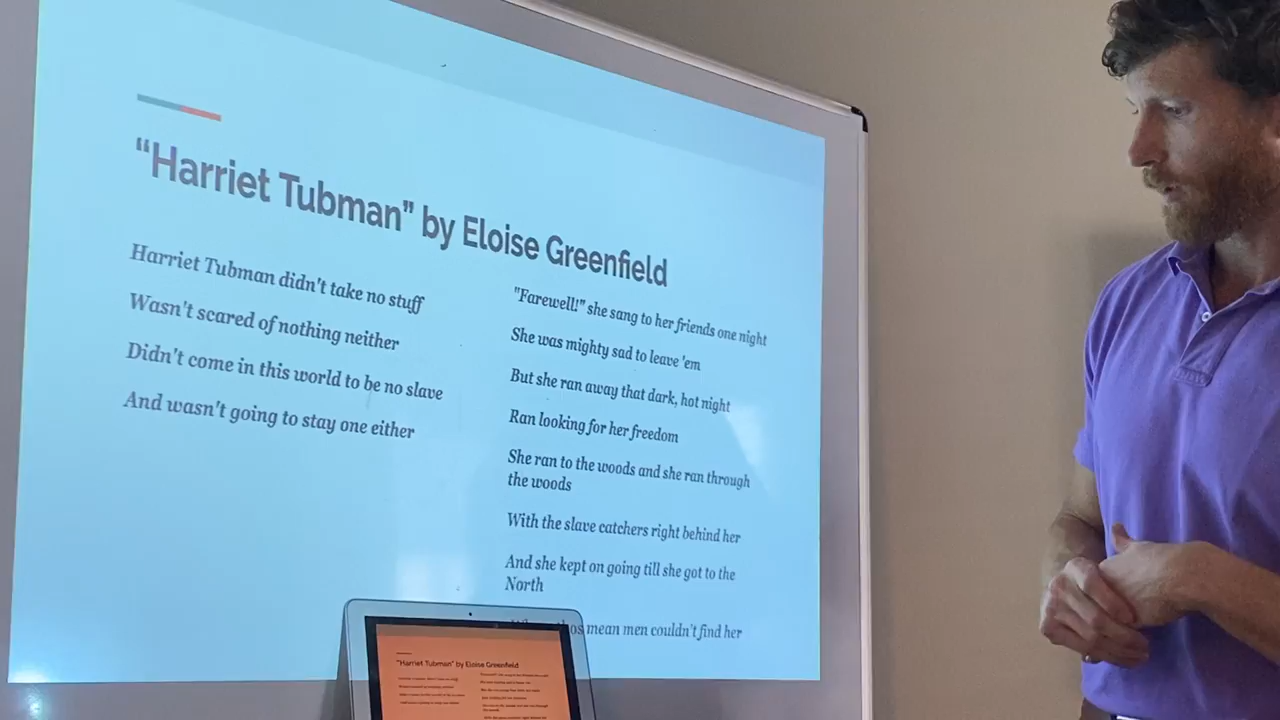 “Harriet Tubman” by Eloise Greenfield
Harriet Tubman didn't take no stuff
Wasn't scared of nothing neither
Didn't come in this world to be no slave
And wasn't going to stay one either
"Farewell!" she sang to her friends one night
She was mighty sad to leave 'em
But she ran away that dark, hot night
Ran looking for her freedom
She ran to the woods and she ran through
the woods
With the slave catchers right behind her
And she kept on going till she got to the
North
mean men couldn't find her
"Harriet Tubman" by Eloise Greenfield